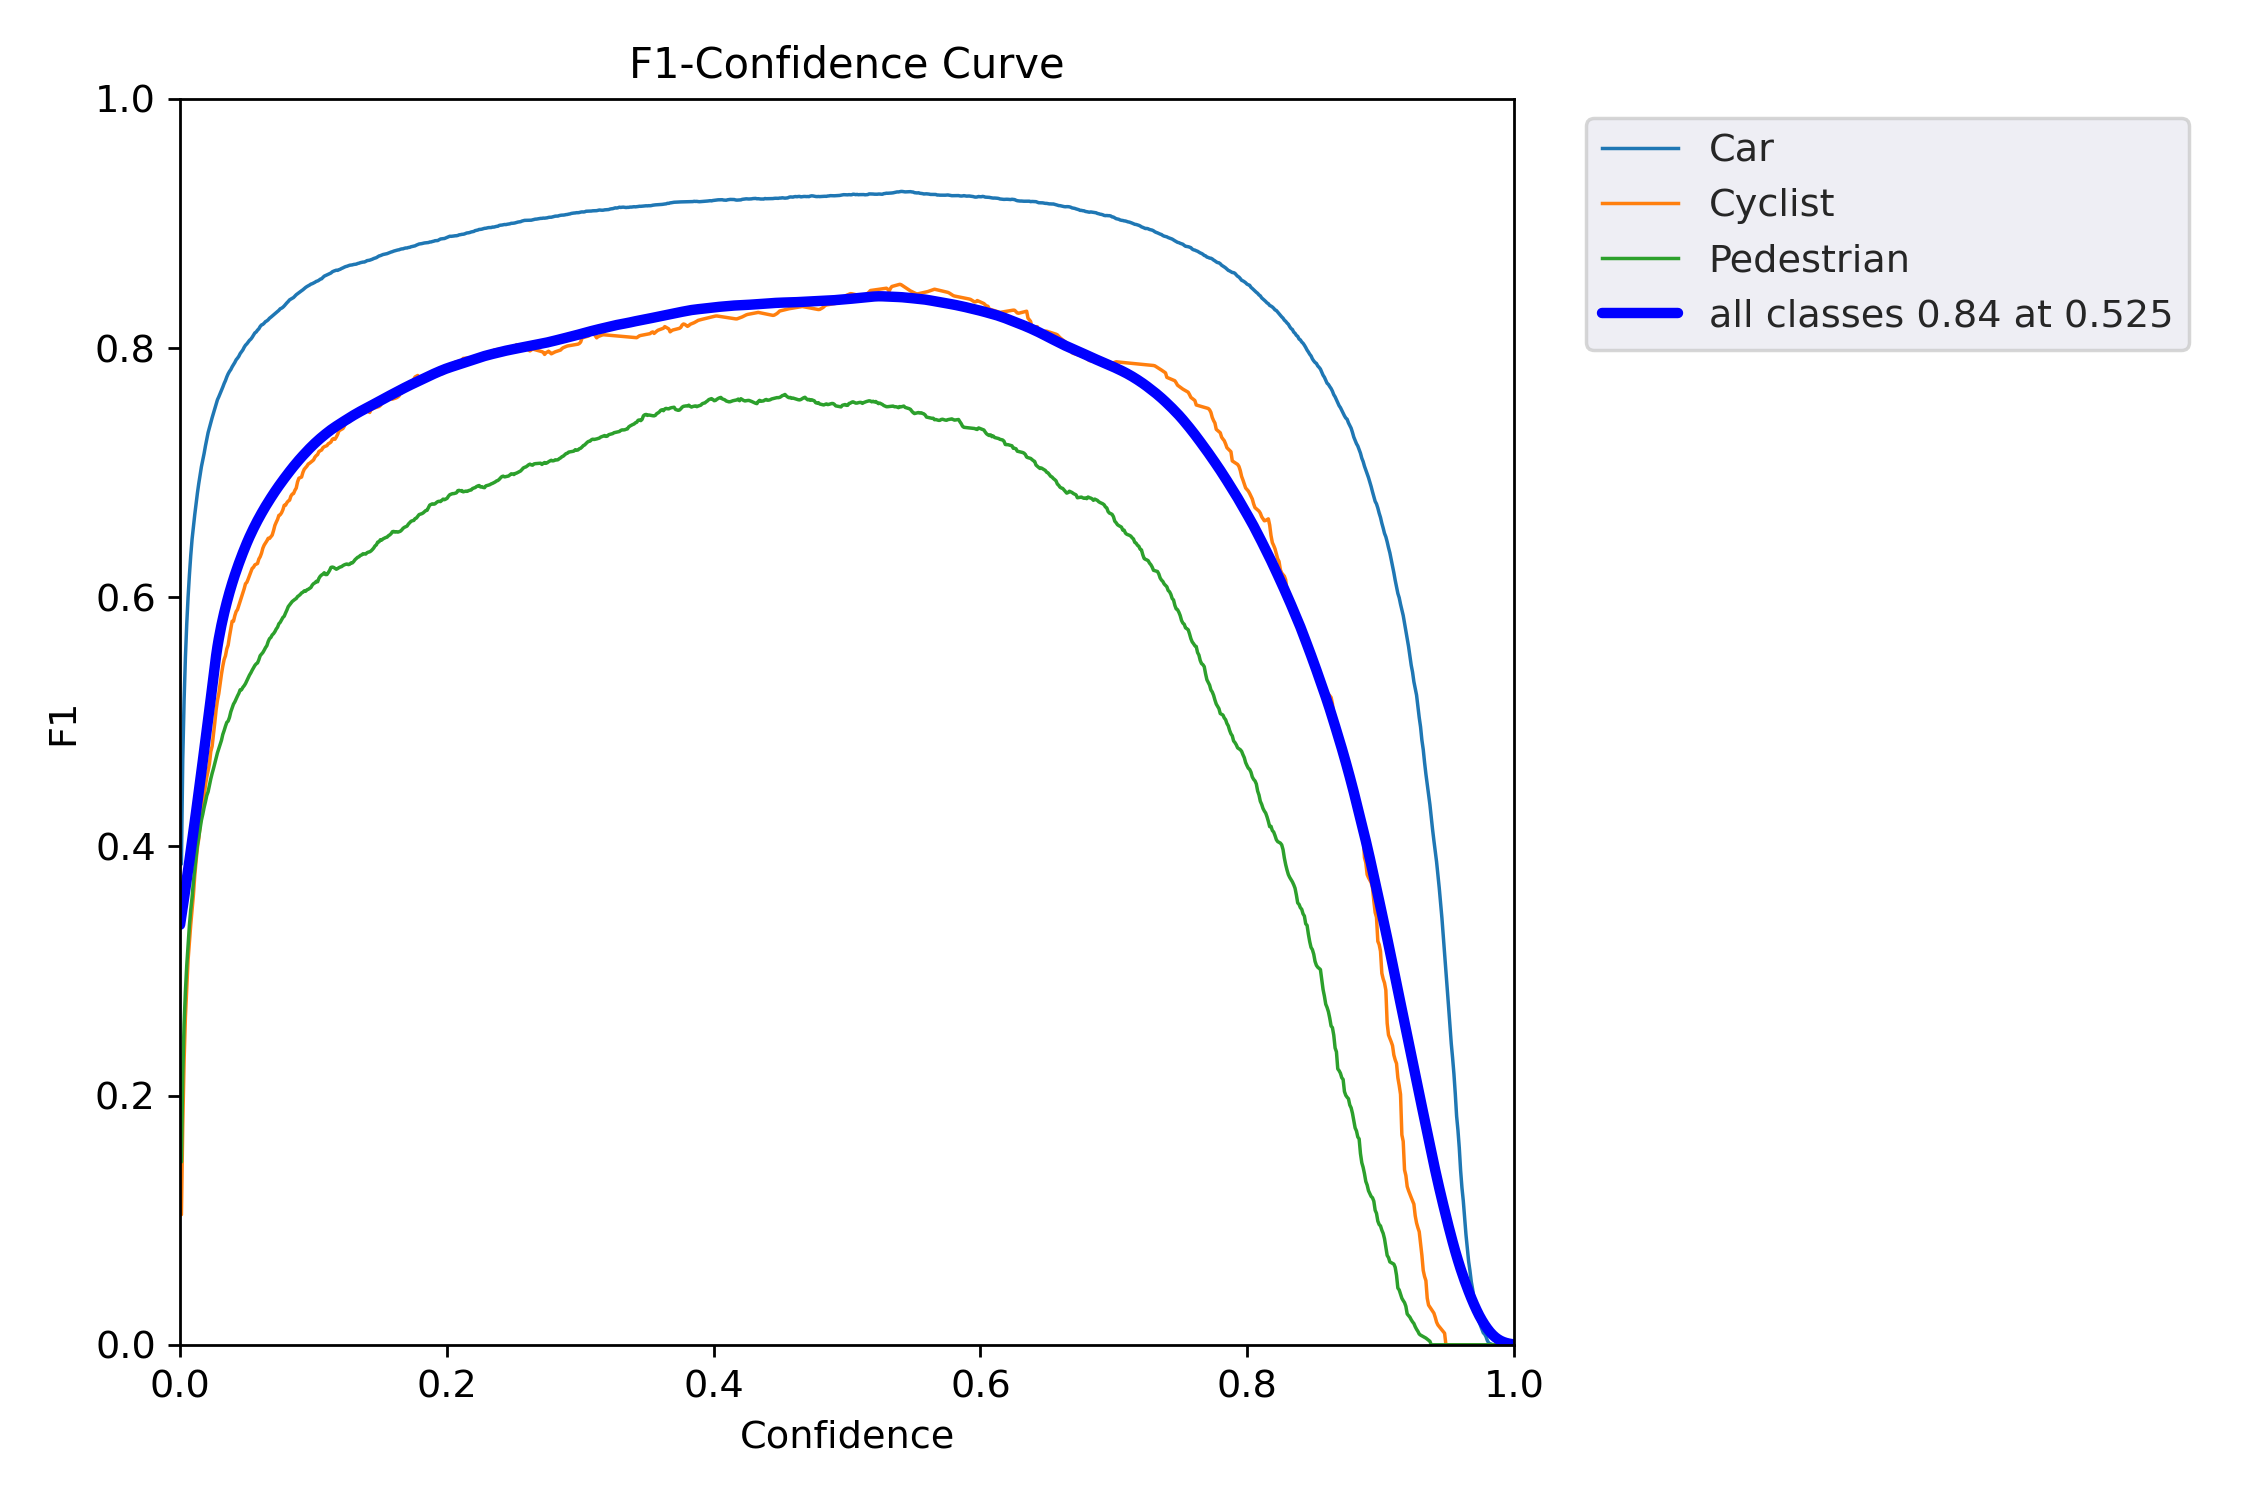 F1-Confidence Curve
1.0
0.8
0.6
0.4
0.2
0.0
F1
0.0 0.2 0.4 0.6 0.8 1.0
Confidence
Car
Cyclist
Pedestrian
all classes 0.84 at 0.525